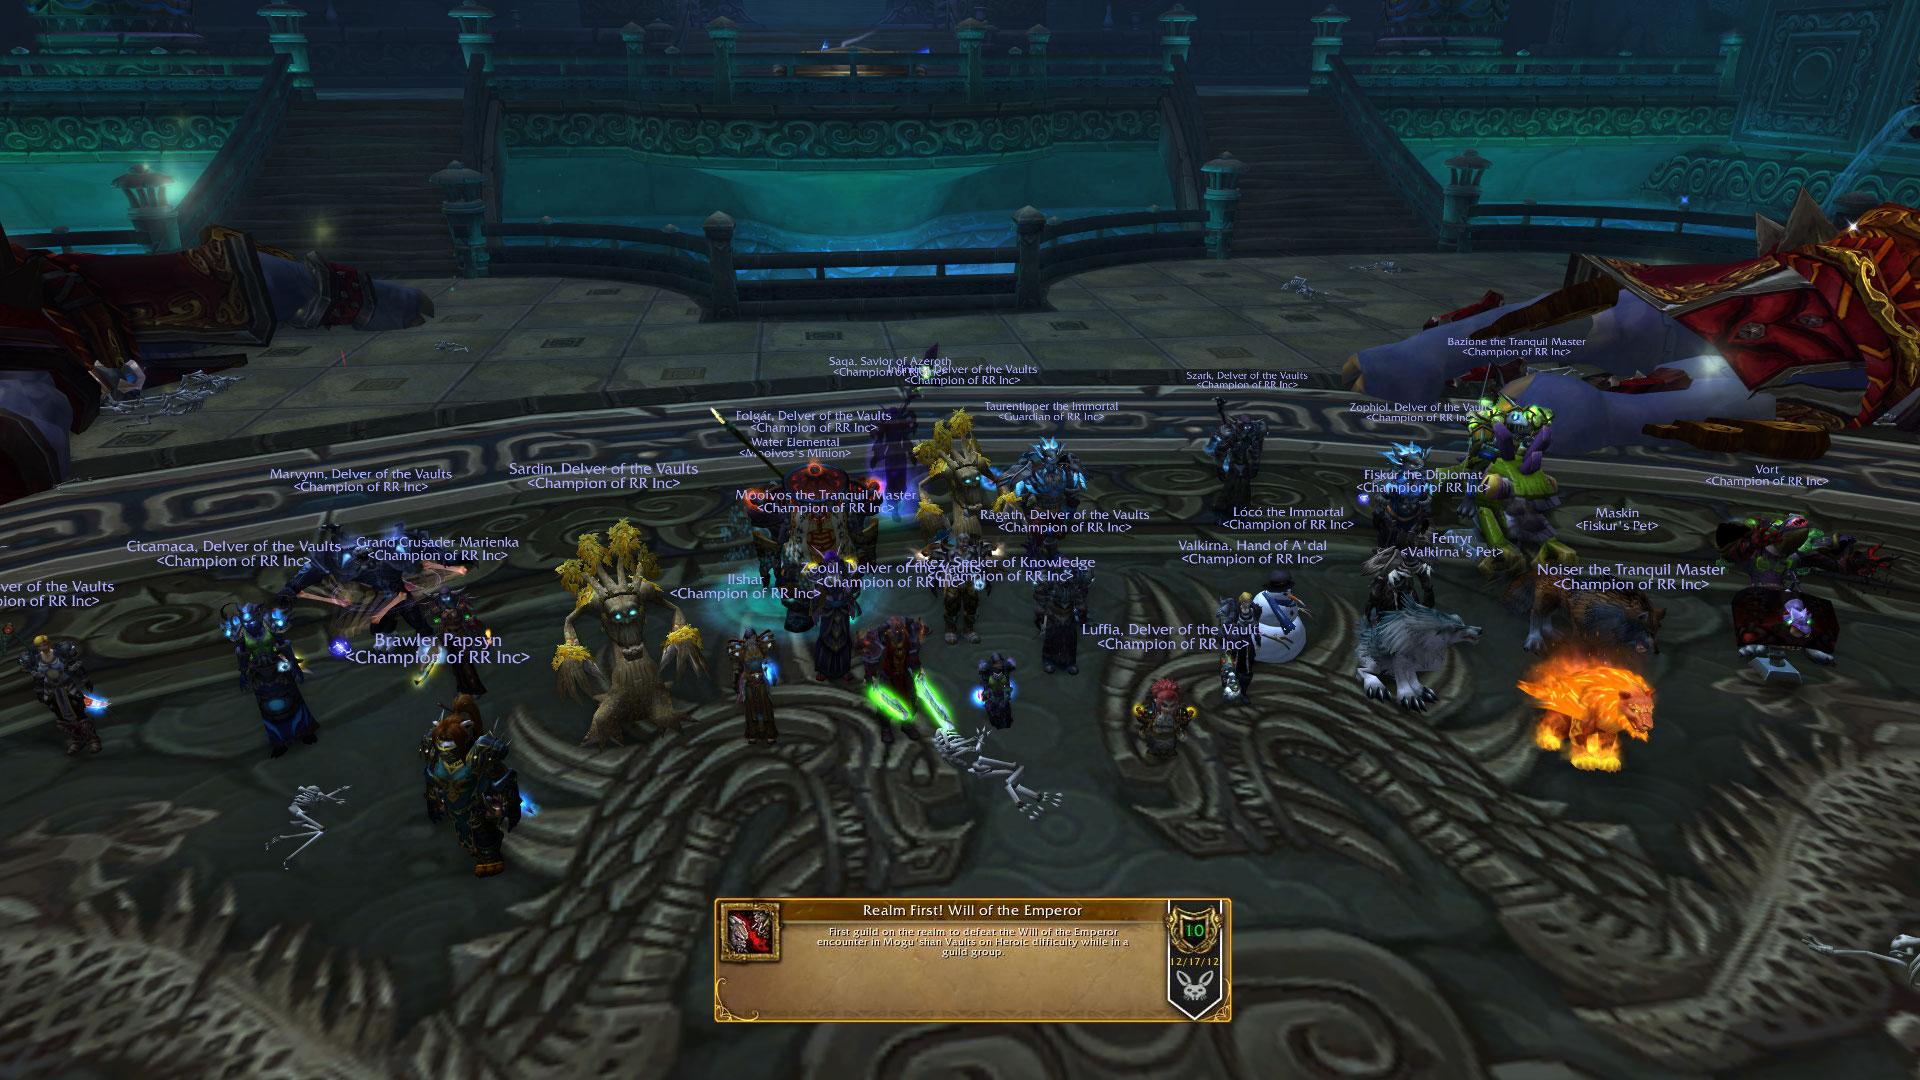 Bazione the Tranquil Master
<Champion of RR Inc>
Saga, Savior of Azeroth
<Champion of
Delver of the Vaults
<Champion of RR Inc>
Szark, Delver of the Vaults
<Champion of RR Inc>
Taurentipper the Immortal
<Guardian of RR Inc>
Zophiol, Delver of the
<Champion of RR Inc>
Folgár, Delver of the Vaults
<Champion of RR Inc>
Water Elemental
<Mooivos's Minion>
Marvynn, Delver of the Vaults
<Champion of RR Inc>
Sardin, Delver of the Vaults
<Champion of RR Inc>
Fiskur the Diplomat
<Champion of RR Inc>
Vort
<Champion of RR Inc>
Mooivos the Tranquil Master
<Champion of RR Inc>
Ragath, Delver of the Vaults
<Champion of RR Inc>
Lócó the Immortal
<Champion of RR Inc>
Maskin
<Fiskur's Pet>
Cicamaca, Delver of the Vaults
<Champion of RR Inc>
Grand Crusader Marienka
<Champion of RR Inc>
Valkirna, Hand of A'dal
<Champion of RR Inc>
Fenryr
<Valkirna's Pet>
Delver of the
<Champion of RR Inc>
Seeker of Knowledge
RR Inc>
Ilshar
<Champion of RR Inc>
Noiser the Tranquil Master
<Champion of RR Inc>
ver of the Vaults
ion of RR Inc>
Brawler Papsyn
<Champion of RR Inc>
Luffia, Delver of the Vaults
<Champion of RR Inc>
Realm First! Will of the Emperor
First guild on the realm to defeat the Will of the Emperor
encounter in Mogu'shan Vaults on Heroic difficulty while in a
guild group.
10
12/17/12